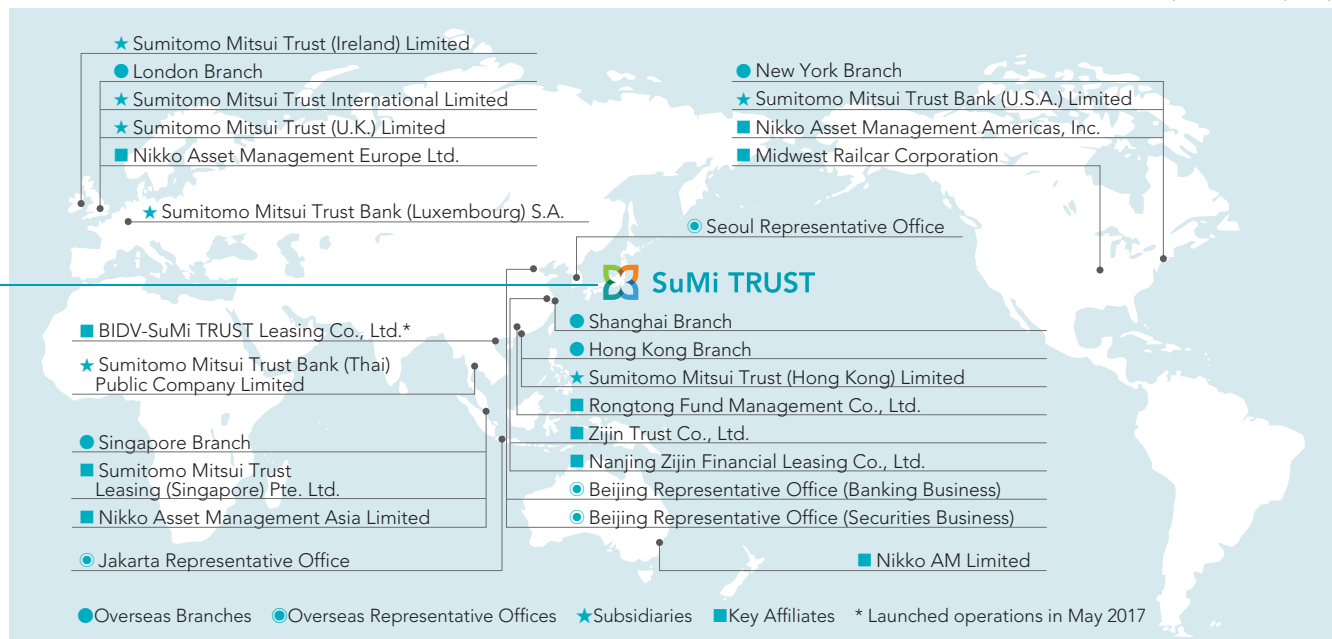 ★ Sumitomo Mitsui Trust (Ireland) Limited
● London Branch
★ Sumitomo Mitsui Trust International Limited
★ Sumitomo Mitsui Trust (U.K.) Limited
■ Nikko Asset Management Europe Ltd.
★ Sumitomo Mitsui Trust Bank (Luxembourg) S.A.
● New York Branch
★ Sumitomo Mitsui Trust Bank (U.S.A.) Limited
■ Nikko Asset Management Americas, Inc.
■ Midwest Railcar Corporation
◉ Seoul Representative Office
SuMi TRUST
■ BIDV-SuMi TRUST Leasing Co., Ltd.*
★ Sumitomo Mitsui Trust Bank (Thai)
Public Company Limited
● Singapore Branch
■ Sumitomo Mitsui Trust
Leasing (Singapore) Pte. Ltd.
■ Nikko Asset Management Asia Limited
◉ Jakarta Representative Office
● Shanghai Branch
● Hong Kong Branch
★ Sumitomo Mitsui Trust (Hong Kong) Limited
■ Rongtong Fund Management Co., Ltd.
■ Zijin Trust Co., Ltd.
■ Nanjing Zijin Financial Leasing Co., Ltd.
◉ Beijing Representative Office (Banking Business)
◉ Beijing Representative Office (Securities Business)
■ Nikko AM Limited
●Overseas Branches ◉Overseas Representative Offices ★Subsidiaries ■Key Affiliates * Launched operations in May 2017